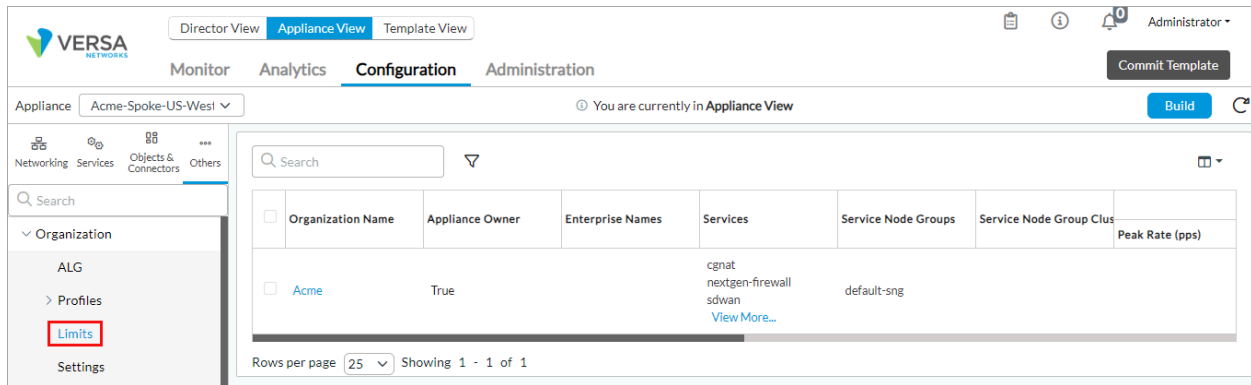 VERSA
NETWORKS
Director View Appliance View Template View
0
Administrator
Monitor Analytics Configuration Administration
Commit Template
Appliance Acme-Spoke-US-West
You are currently in Appliance View
Build
Networking Services Objects & Connectors Others
Search
Organization
ALG
Profiles
Limits
Settings
Search
Organization Name Appliance Owner Enterprise Names Services Service Node Groups Service Node Group Clus
Peak Rate (pps)
cgnat
nextgen-firewall
Acme True sdwan default-sng
View More...
Rows per page 25 Showing 1 - 1 of 1